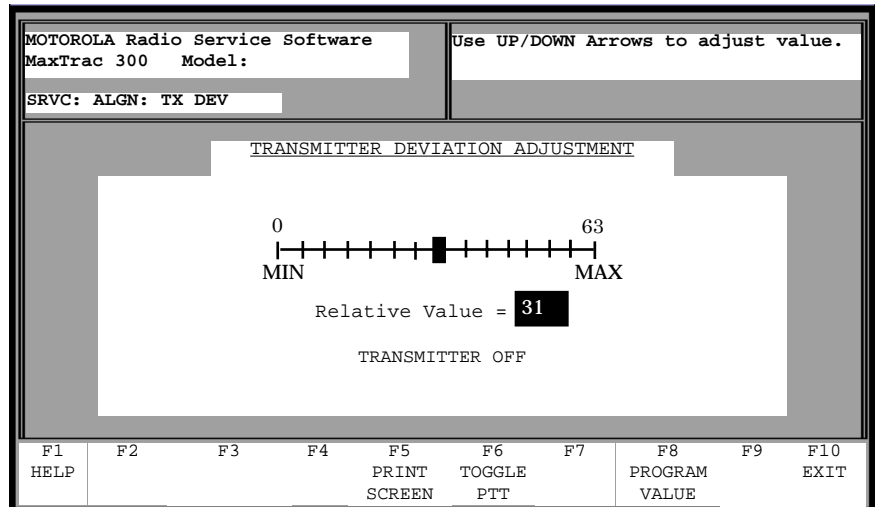 MOTOROLA Radio Service Software
MaxTrac 300 Model:
SRVC: ALGN: TX DEV
Use UP/DOWN Arrows to adjust value.
TRANSMITTER DEVIATION ADJUSTMENT
0 63
MIN MAX
Relative Value = 31
TRANSMITTER OFF
F1 F2 F3 F4 F5 F6 F7 F8 F9 F10
HELP PRINT TOGGLE PROGRAM EXIT
SCREEN PTT VALUE